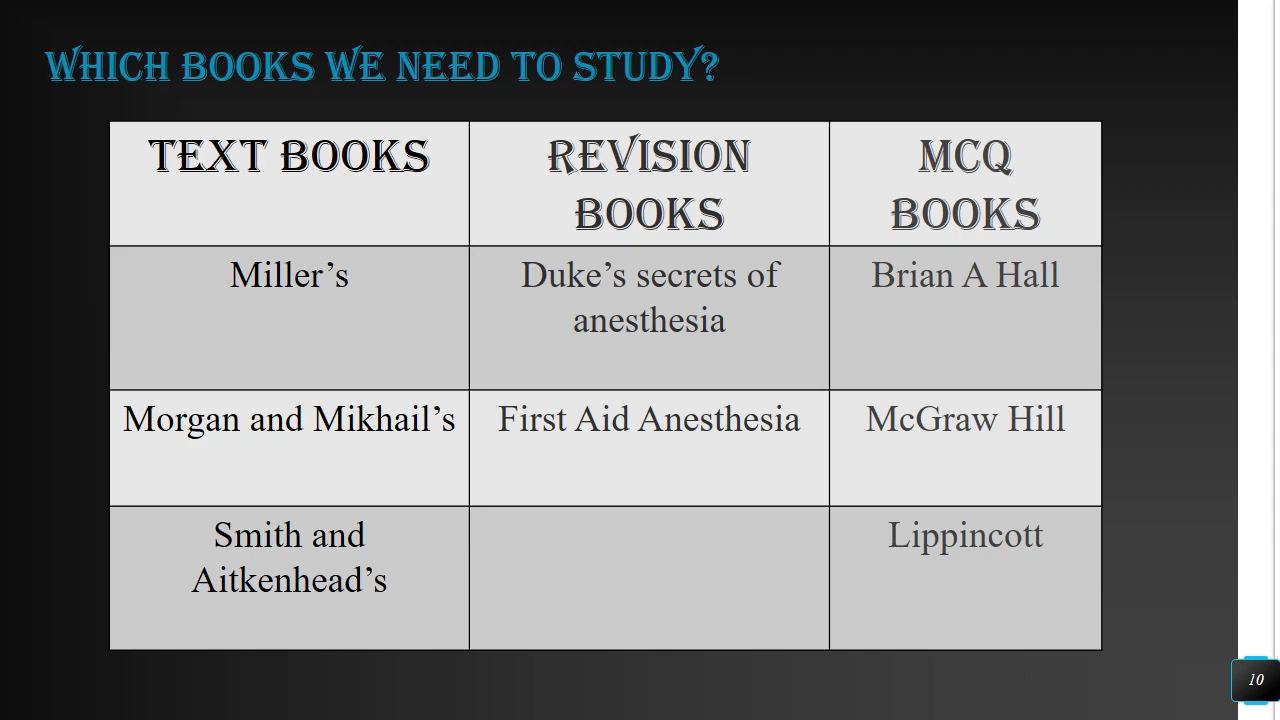 WHICH BOOKS WE NEED TO STUDY?
TEXT BOOKS
REVISION
BOOKS
MCQ
BOOKS
Miller’s
Duke’s secrets of
anesthesia
Brian A Hall
Morgan and Mikhail’s
First Aid Anesthesia
McGraw Hill
Smith and
Aitkenhead’s
Lippincott
10